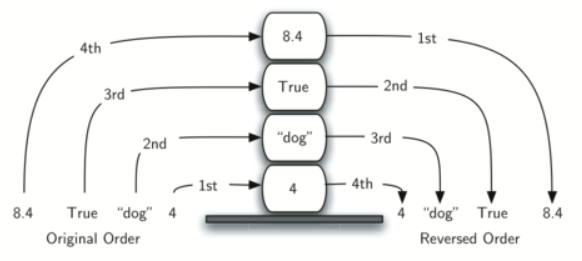 8.4
4th
1st
True
3rd
2nd
"dog"
2nd
3rd
4
1st
4th
8.4 True "dog" 4
4 "dog" True 8.4
Original Order
Reversed Order